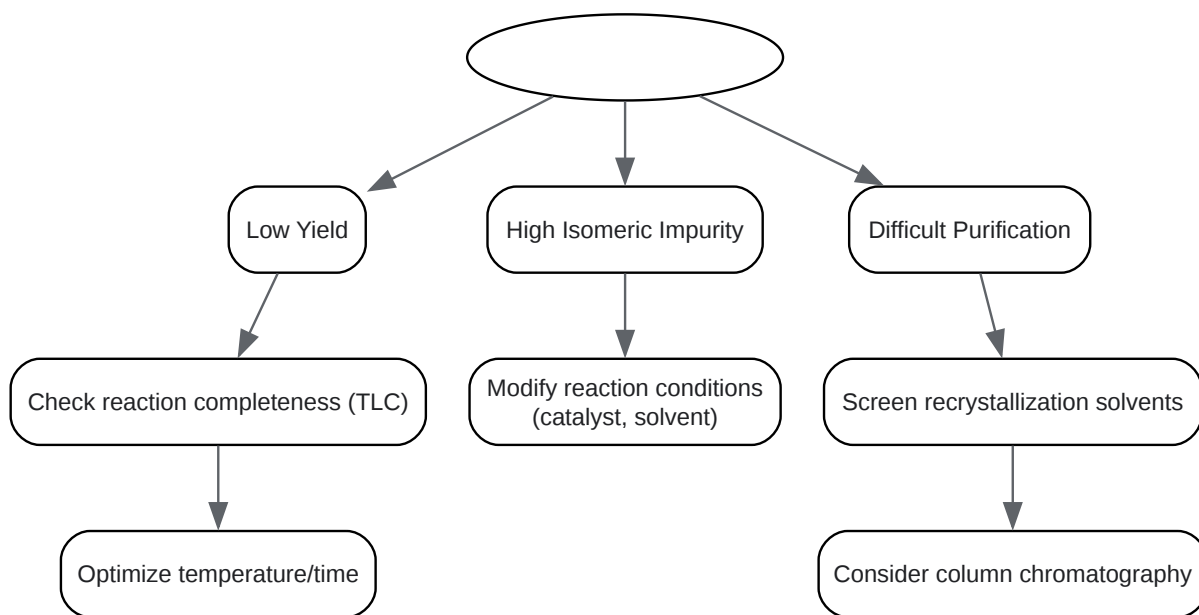 Low Yield
High Isomeric Impurity
Difficult Purification
Check reaction completeness (TLC)
Modify reaction conditions
(catalyst, solvent)
Screen recrystallization solvents
Optimize temperature/time
Consider column chromatography